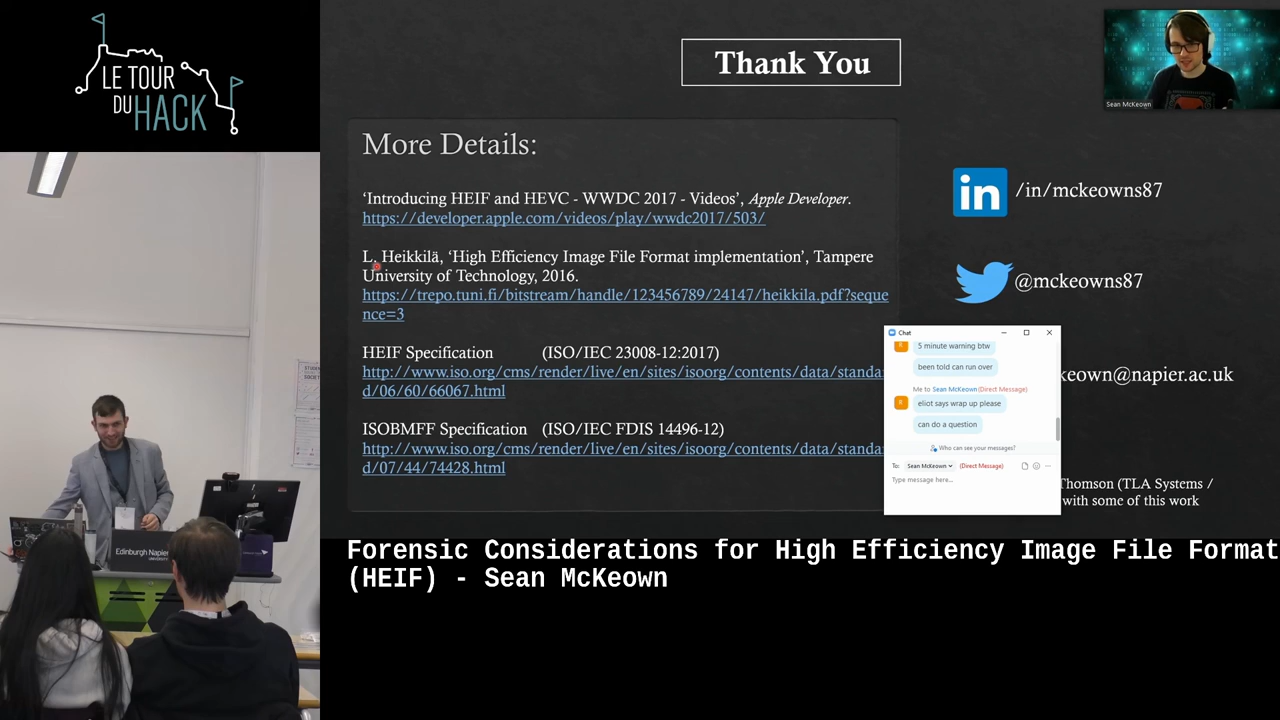 LE TOUR
DU HACK
Thank You
Sean McKeown
More Details:
‘Introducing HEIF and HEVC - WWDC 2017 - Videos’, Apple Developer.
https://developer.apple.com/videos/play/wwdc2017/503/
L. Heikkilä, ‘High Efficiency Image File Format implementation’, Tampere
University of Technology, 2016.
https://trepo.tuni.fi/bitstream/handle/123456789/24147/heikkila.pdf?seque
nce=3
HEIF Specification (ISO/IEC 23008-12:2017)
http://www.iso.org/cms/render/live/en/sites/isoorg/contents/data/standa
d/06/60/66067.html
ISOBMFF Specification (ISO/IEC FDIS 14496-12)
http://www.iso.org/cms/render/live/en/sites/isoorg/contents/data/standa
d/07/44/74428.html
in /in/mckeowns87
@mckeowns87
keown@napier.ac.uk
Thomson (TLA Systems /
with some of this work
Chat
5 minute warning btw
been told can run over
Me to Sean McKeown (Direct Message)
eliot says wrap up please
can do a question
Who can see your messages?
To: Sean McKeown (Direct Message)
Type message here...
Edinburgh Napier
UNIVERSITY
Forensic Considerations for High Efficiency Image File Format
(HEIF) - Sean McKeown